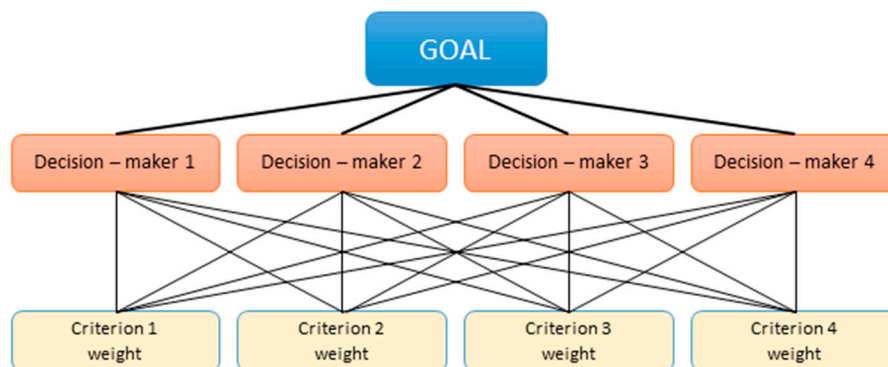 GOAL
Decision – maker 1
Decision – maker 2
Decision – maker 3
Decision – maker 4
Criterion 1
weight
Criterion 2
weight
Criterion 3
weight
Criterion 4
weight